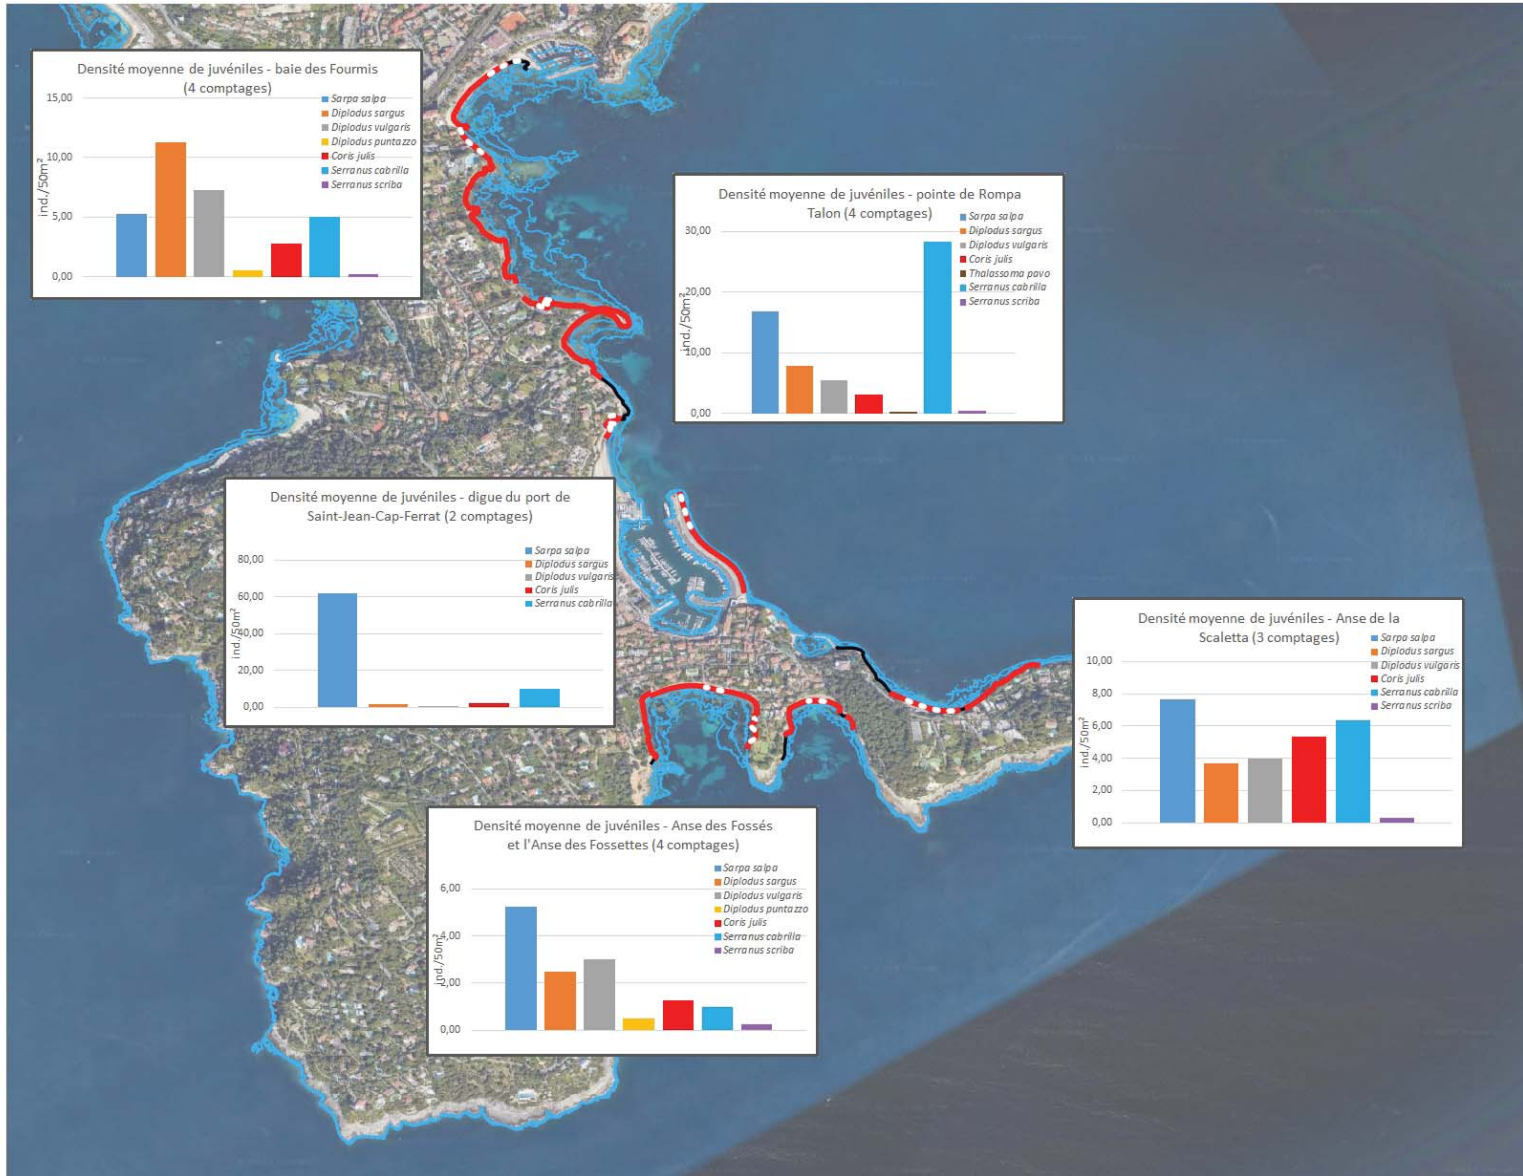 Densité moyenne de juvéniles - baie des Fourmis
(4 comptages)
15,00
10,00
5,00
0,00
ind./50m²
Sarpa salpa
Diplodus sargus
Diplodus vulgaris
Diplodus puntazzo
Coris julis
Serranus cabrilla
Serranus scriba
Densité moyenne de juvéniles - pointe de Rompa
Talon (4 comptages)
30,00
20,00
10,00
0,00
ind./50m²
Sarpa salpa
Diplodus sargus
Diplodus vulgaris
Coris julis
Thalassoma pavo
Serranus cabrilla
Serranus scriba
Densité moyenne de juvéniles - digue du port de
Saint-Jean-Cap-Ferrat (2 comptages)
80,00
60,00
40,00
20,00
0,00
ind./50m²
Sarpa salpa
Diplodus sargus
Diplodus vulgaris
Coris julis
Serranus cabrilla
Densité moyenne de juvéniles - Anse de la
Scaletta (3 comptages)
10,00
8,00
6,00
4,00
2,00
0,00
ind./50m²
Sarpa salpa
Diplodus sargus
Diplodus vulgaris
Coris julis
Serranus cabrilla
Serranus scriba
Densité moyenne de juvéniles - Anse des Fossés
et l'Anse des Fossettes (4 comptages)
6,00
4,00
2,00
0,00
ind./50m²
Sarpa salpa
Diplodus sargus
Diplodus vulgaris
Diplodus puntazzo
Coris julis
Serranus cabrilla
Serranus scriba